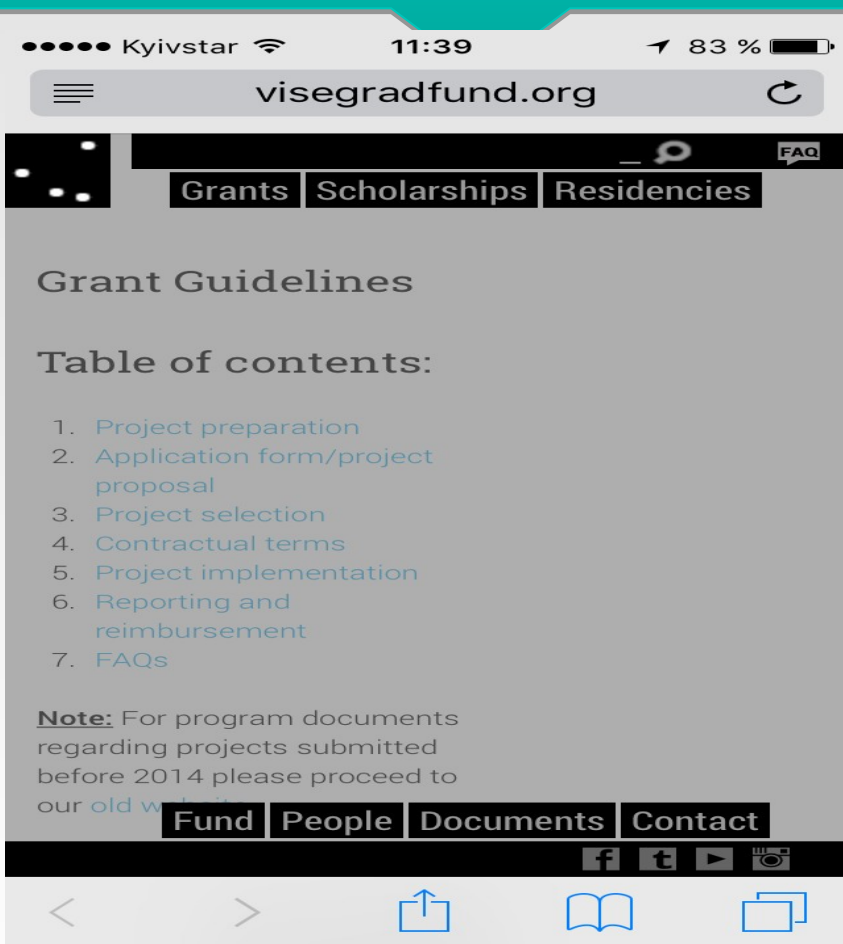 Kyivstar 11:39 83 %
visegradfund.org
FAQ
Grants Scholarships Residencies
Grant Guidelines
Table of contents:
1. Project preparation
2. Application form/project
proposal
3. Project selection
4. Contractual terms
5. Project implementation
6. Reporting and
reimbursement
7. FAQs
Note: For program documents
regarding projects submitted
before 2014 please proceed to
our old
Fund People Documents Contact